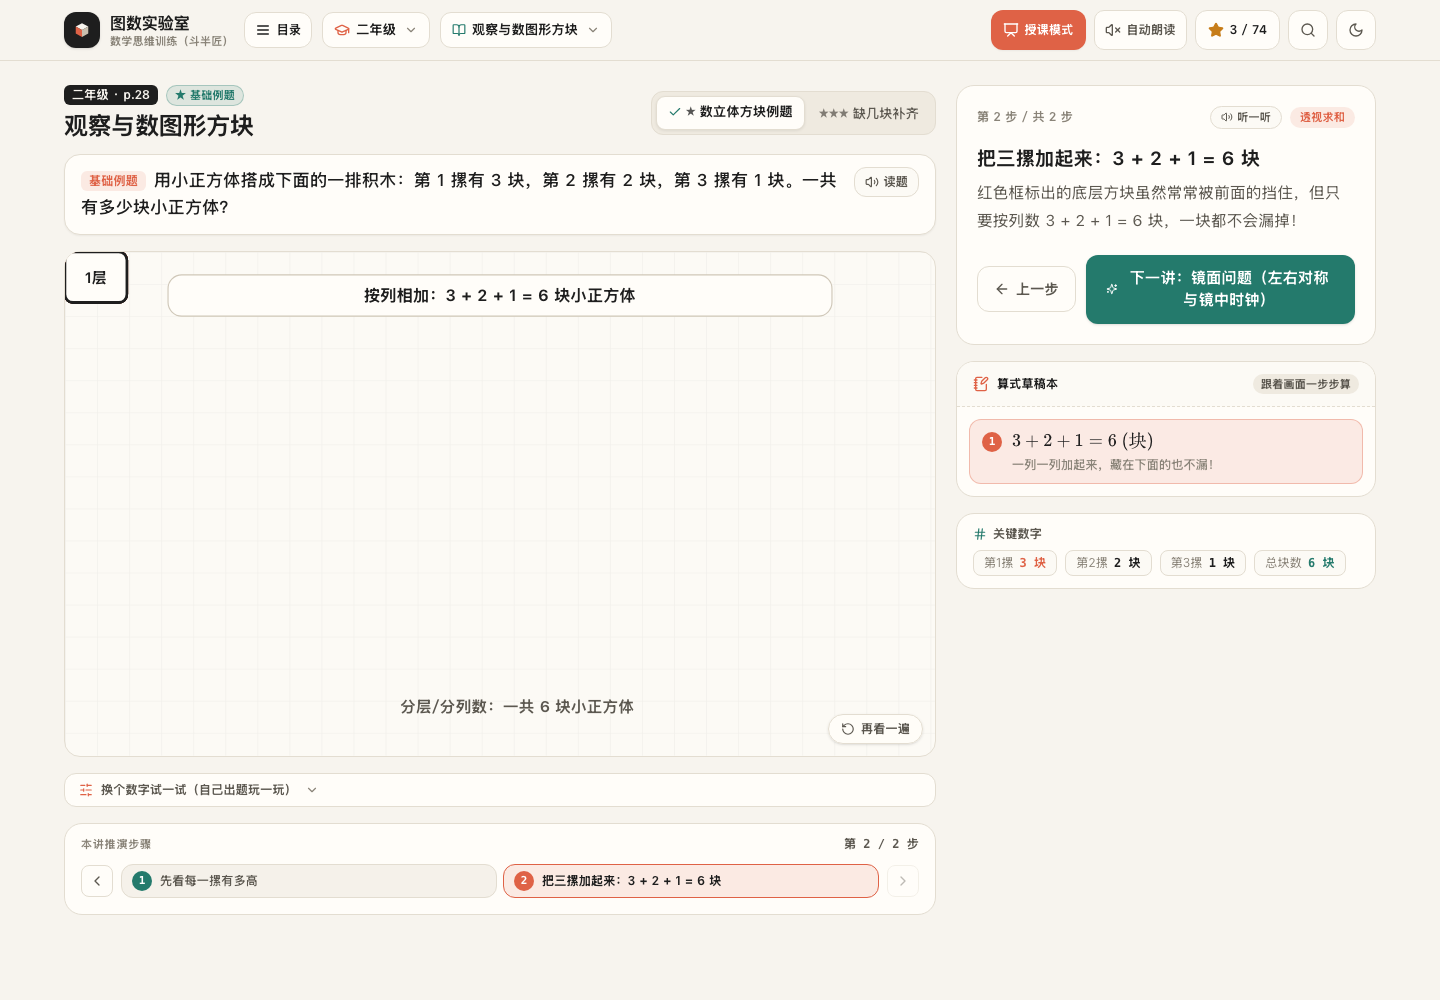 图数实验室
数学思维训练（斗半匠）
目录
二年级
观察与数图形方块
授课模式
自动朗读
3 / 74
二年级 · p.28
★ 基础例题
观察与数图形方块
★ 数立体方块例题
★★★ 缺几块补齐
基础例题 用小正方体搭成下面的一排积木：第 1 摞有 3 块，第 2 摞有 2 块，第 3 摞有 1 块。一共
有多少块小正方体？
读题
1层
按列相加：3 + 2 + 1 = 6 块小正方体
分层/分列数：一共 6 块小正方体
再看一遍
换个数字试一试（自己出题玩一玩）
本讲推演步骤
第 2 / 2 步
1 先看每一摞有多高
2 把三摞加起来：3 + 2 + 1 = 6 块
第 2 步 / 共 2 步
听一听
透视求和
把三摞加起来：3 + 2 + 1 = 6 块
红色框标出的底层方块虽然常常被前面的挡住，但只
要按列数 3 + 2 + 1 = 6 块，一块都不会漏掉！
上一步
下一讲：镜面问题（左右对称
与镜中时钟）
算式草稿本
跟着画面一步步算
1 3 + 2 + 1 = 6 (块)
一列一列加起来，藏在下面的也不漏！
关键数字
第1摞 3 块
第2摞 2 块
第3摞 1 块
总块数 6 块